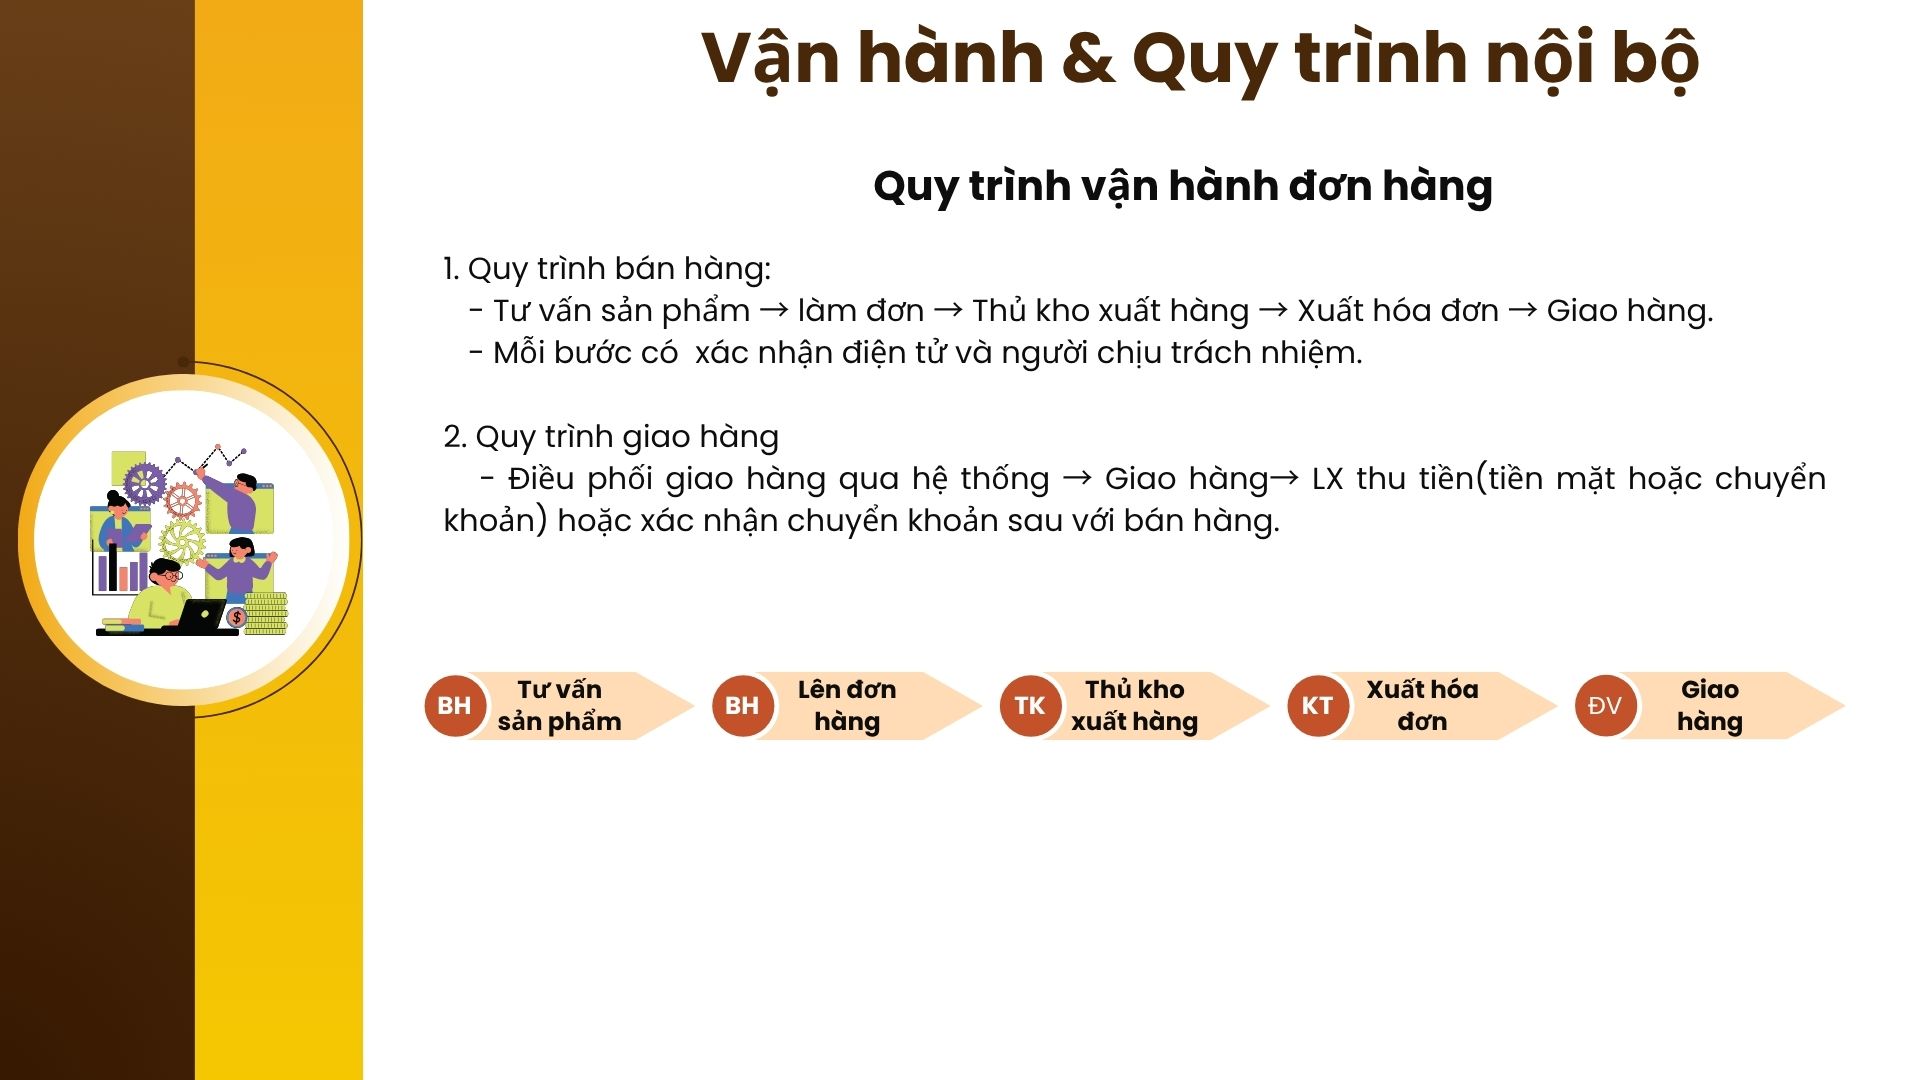 Vận hành & Quy trình nội bộ
Quy trình vận hành đơn hàng
1. Quy trình bán hàng:
- Tư vấn sản phẩm → làm đơn → Thủ kho xuất hàng → Xuất hóa đơn → Giao hàng.
- Mỗi bước có  xác nhận điện tử và người chịu trách nhiệm.
2. Quy trình giao hàng
- Điều phối giao hàng qua hệ thống → Giao hàng→ LX thu tiền(tiền mặt hoặc chuyển
khoản) hoặc xác nhận chuyển khoản sau với bán hàng.
BH
Tư vấn
sản phẩm
BH
Lên đơn
hàng
TK
Thủ kho
xuất hàng
KT
Xuất hóa
đơn
ĐV
Giao
hàng
$